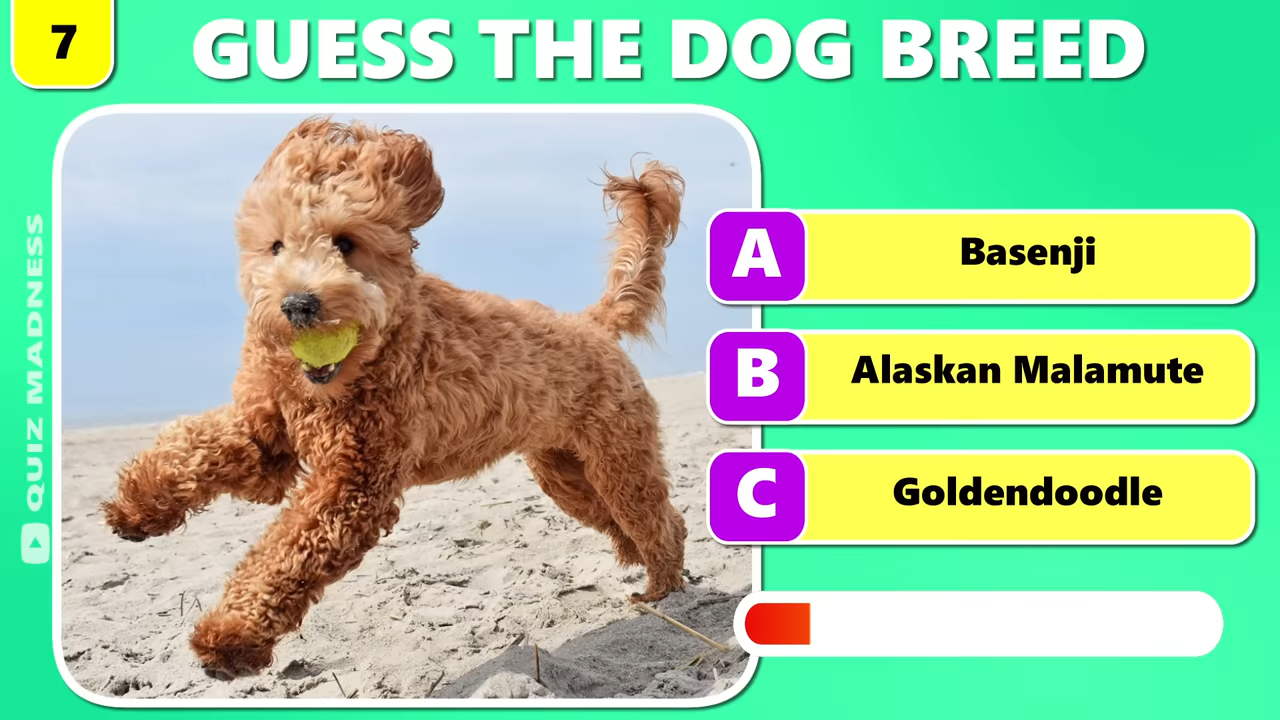 7
GUESS THE DOG BREED
QUIZ MADNESS
A Basenji
B Alaskan Malamute
C Goldendoodle